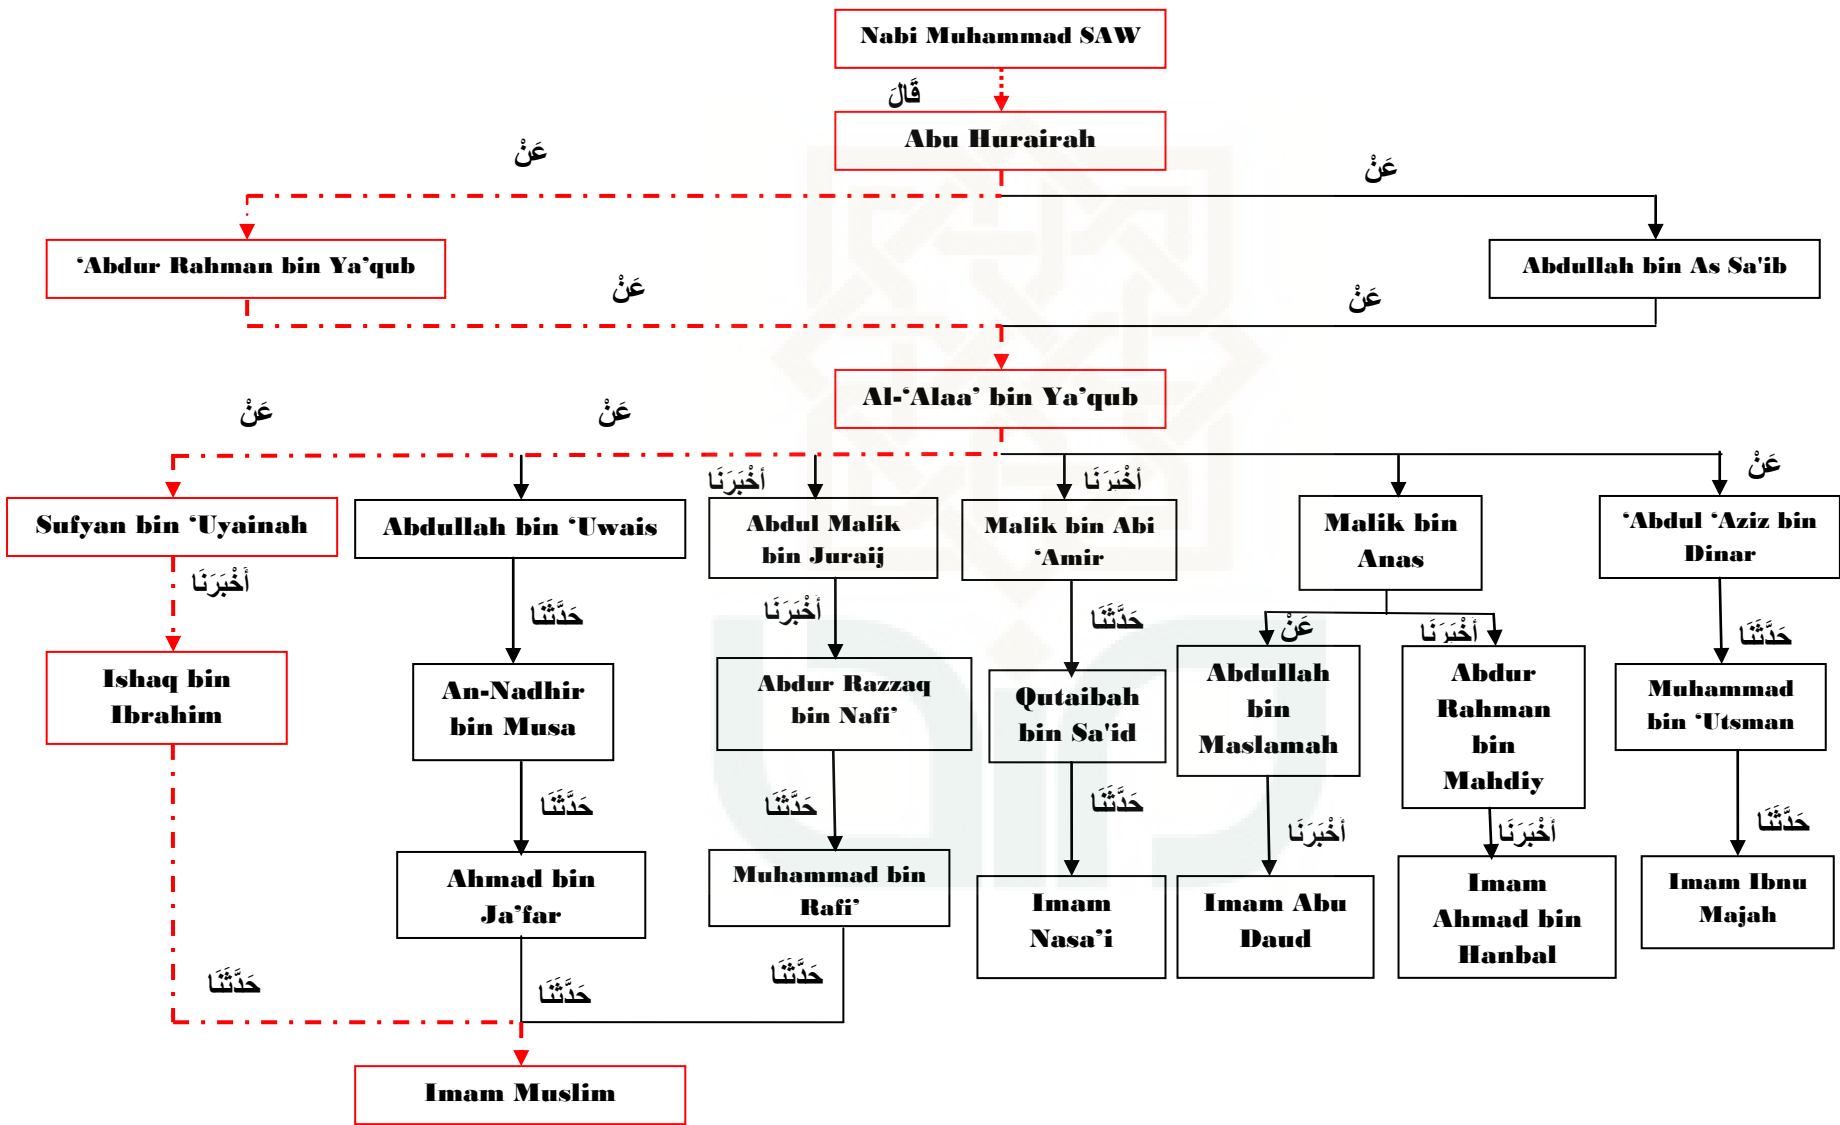 Nabi Muhammad SAW
قَالَ
Abu Hurairah
عَنْ
عَنْ
‘Abdur Rahman bin Ya’qub
Abdullah bin As Sa'ib
عَنْ
عَنْ
Al-‘Alaa’ bin Ya’qub
عَنْ
عَنْ
أَخْبَرَنَا
أَخْبَرَنَا
عَنْ
Sufyan bin ‘Uyainah
Abdullah bin ‘Uwais
Abdul Malik
bin Juraij
Malik bin Abi
‘Amir
Malik bin
Anas
‘Abdul ‘Aziz bin
Dinar
أَخْبَرَنَا
حَدَّثَنَا
أَخْبَرَنَا
حَدَّثَنَا
عَنْ
أَخْبَرَنَا
حَدَّثَنَا
Ishaq bin
Ibrahim
An-Nadhir
bin Musa
Abdur Razzaq
bin Nafi’
Qutaibah
bin Sa'id
Abdullah
bin
Maslamah
Abdur
Rahman
bin
Mahdiy
Muhammad
bin ‘Utsman
حَدَّثَنَا
حَدَّثَنَا
حَدَّثَنَا
أَخْبَرَنَا
أَخْبَرَنَا
حَدَّثَنَا
Ahmad bin
Ja’far
Muhammad bin
Rafi’
Imam
Nasa’i
Imam Abu
Daud
Imam
Ahmad bin
Hanbal
Imam Ibnu
Majah
حَدَّثَنَا
حَدَّثَنَا
حَدَّثَنَا
Imam Muslim